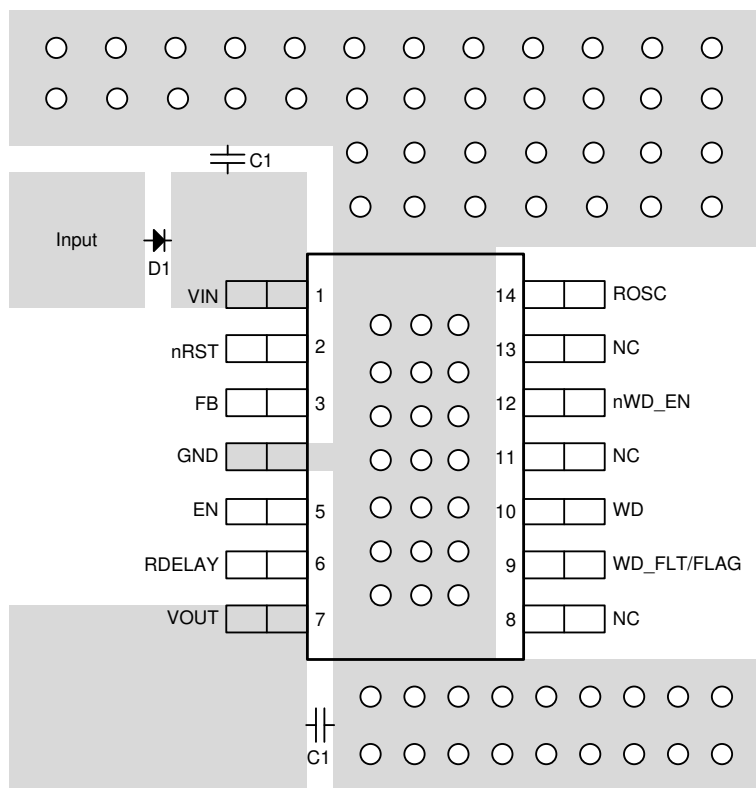 C1
Input
D1
VIN 1 14 ROSC
nRST 2 13 NC
FB 3 12 nWD_EN
GND 11 NC
EN 5 10 WD
RDELAY 6 9 WD_FLT/FLAG
VOUT 7 8 NC
C1